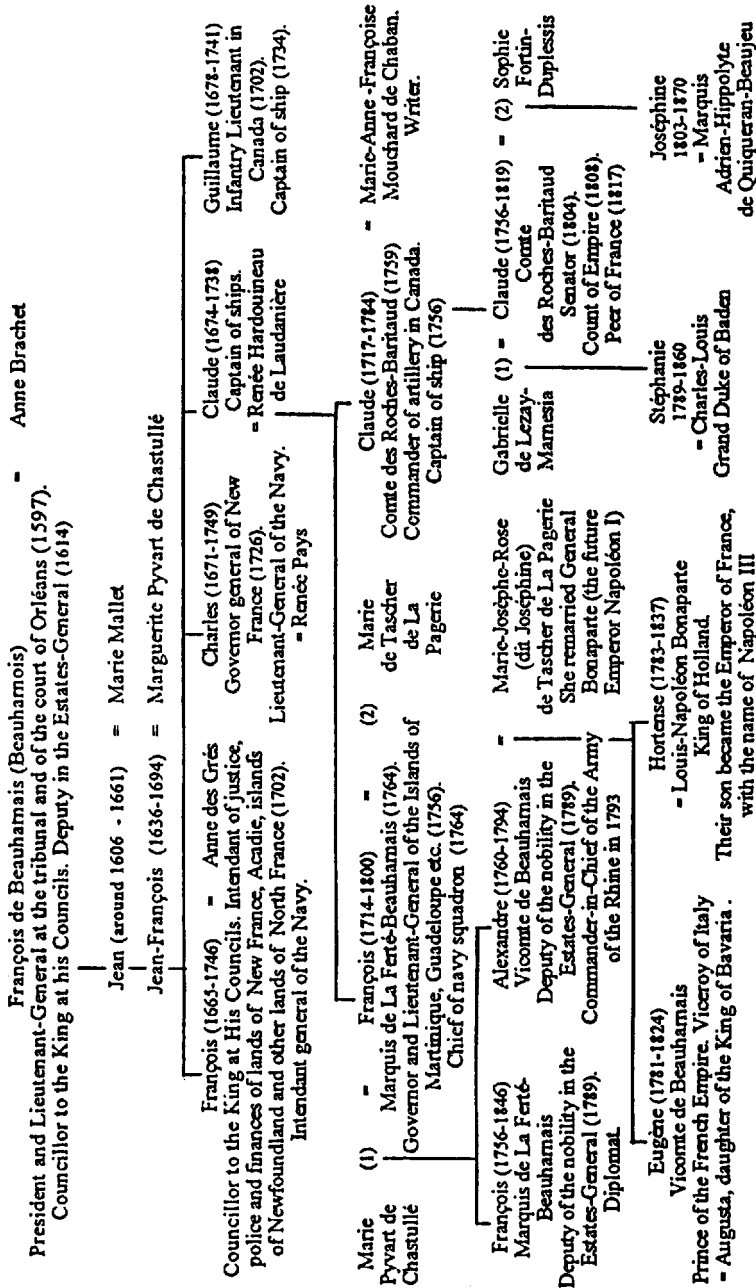 François de Beauharnais (Beauharnois) = Anne Brachet
President and Lieutenant-General at the tribunal and of the court of Orléans (1597).
Councillor to the King at his Councils. Deputy in the Estates-General (1614)
Jean (around 1606 - 1661) = Marie Mallet
Jean-François (1636-1694) = Marguerite Pyvart de Chastullé
François (1665-1746) = Anne des Grés
Councillor to the King at His Councils. Intendant of justice,
police and finances of lands of New France, Acadie, islands
of Newfoundland and other lands of North France (1702).
Intendant general of the Navy.
Charles (1671-1749)
Governor general of New
France (1726).
Lieutenant-General of the Navy.
= Renée Pays
Claude (1674-1738)
Captain of ships.
= Renée Hardouineau
de Laudanière
Guillaume (1678-1741)
Infantry Lieutenant in
Canada (1702).
Captain of ship (1734).
Marie
Pyvart de
Chastullé
(1) = François (1714-1800) = (2)
Marquis de La Ferté-Beauharnais (1764).
Governor and Lieutenant-General of the Islands of
Martinique, Guadeloupe etc. (1756).
Chief of navy squadron (1764)
Marie
de Tascher
de La
Pagerie
Claude (1717-1784)
Comte des Roches-Baritaud (1759)
Commander of artillery in Canada.
Captain of ship (1756)
= Marie-Anne-Françoise
Mouchard de Chaban.
Writer.
François (1756-1846)
Marquis de La Ferté-
Beauharnais
Deputy of the nobility in the
Estates-General (1789).
Diplomat.
Alexandre (1760-1794) =
Vicomte de Beauharnais
Deputy of the nobility in the
Estates-General (1789).
Commander-in-Chief of the Army
of the Rhine in 1793
Marie-Josèphe-Rose
(dit Joséphine)
de Tascher de La Pagerie
She remarried General
Bonaparte (the future
Emperor Napoléon I)
Gabrielle
de Lezay-
Marnesia
(1) = Claude (1756-1819) = (2)
Comte
des Roches-Baritaud
Senator (1804).
Count of Empire (1808).
Peer of France (1817)
Sophie
Fortin-
Duplessis
Eugéne (1781-1824)
Vicomte de Beauharnais
Prince of the French Empire. Viceroy of Italy
= Augusta, daughter of the King of Bavaria .
Hortense (1783-1837)
= Louis-Napoléon Bonaparte
King of Holland.
Their son became the Emperor of France,
with the name of Napoléon III
Stéphanie
1789-1860
= Charles-Louis
Grand Duke of Baden
Joséphine
1803-1870
= Marquis
Adrien-Hippolyte
de Quiqueran-Beaujeu